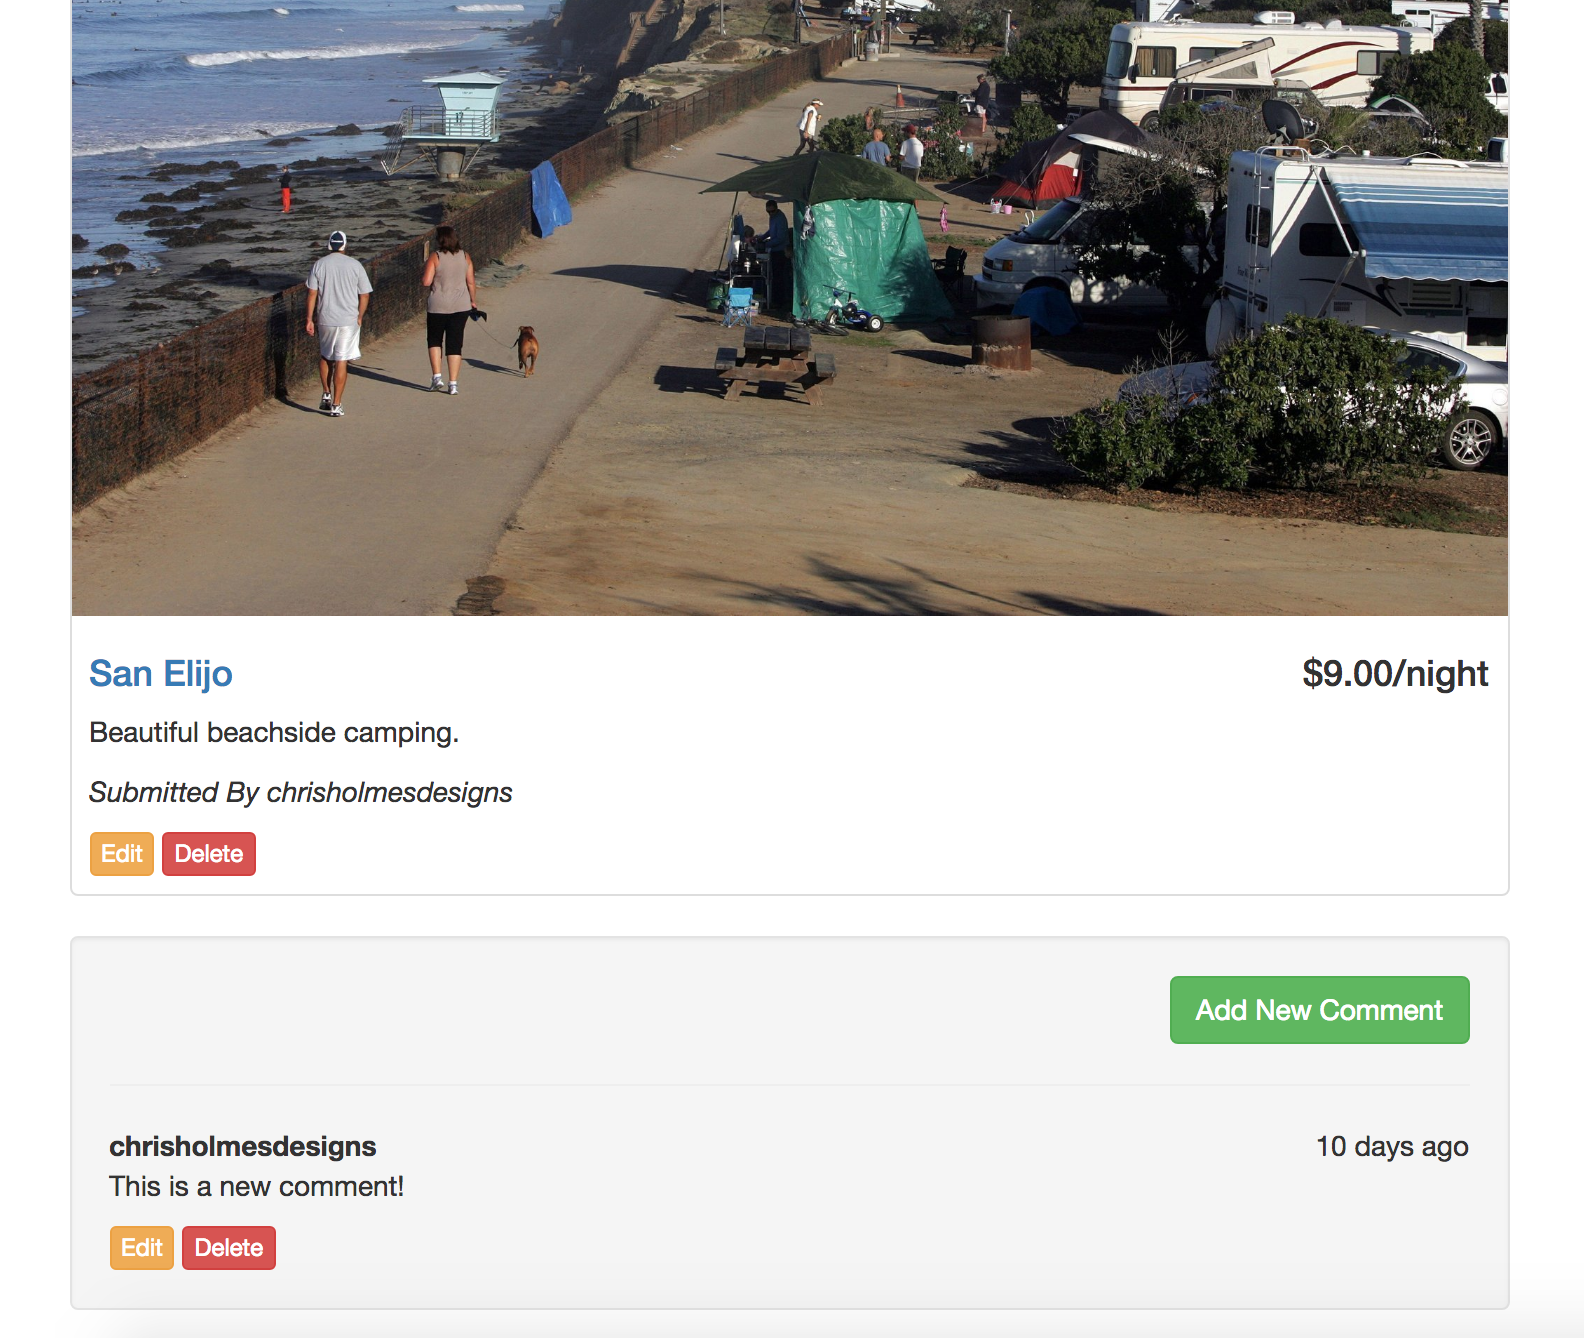 San Elijo
$9.00/night
Beautiful beachside camping.
Submitted By chrisholmesdesigns
Edit Delete
Add New Comment
chrisholmesdesigns
10 days ago
This is a new comment!
Edit Delete